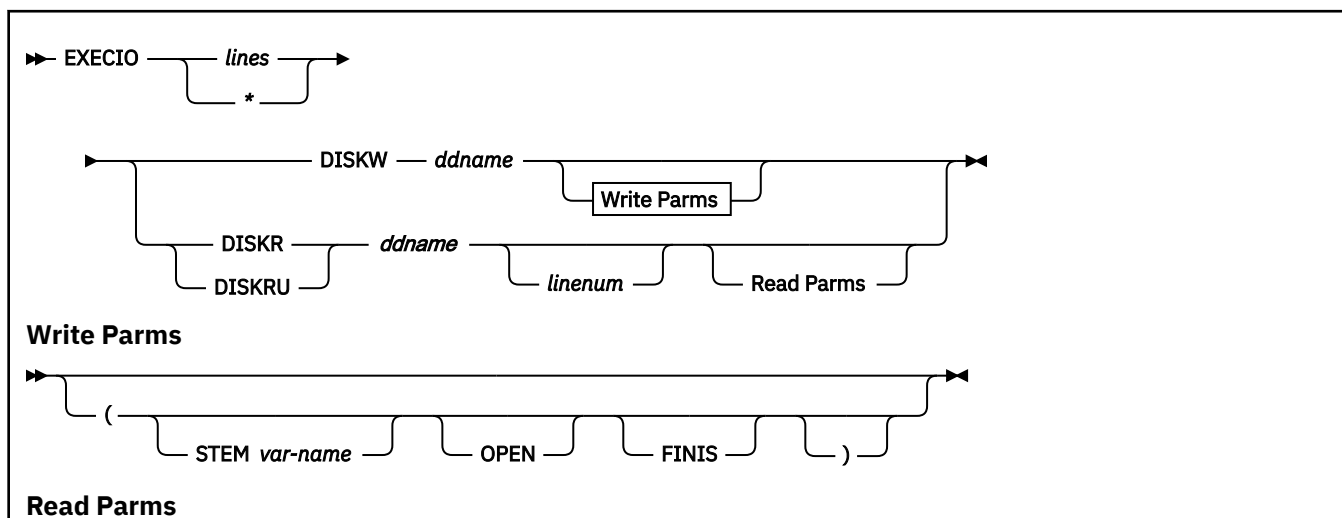 EXECIO lines
*
DISKW ddname
Write Parms
DISKR ddname
DISKRU linenum Read Parms
Write Parms
(
STEM var-name OPEN FINIS )
Read Parms